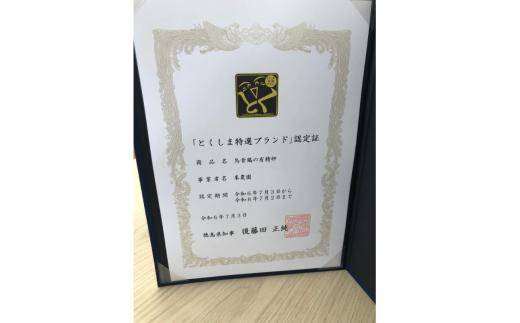 「とくしま特選ブランド」認定証
商品名 烏骨鶏の有精卵
事業者名 峯農園
認定期間 令和6年7月3日から
令和8年7月2日まで
令和6年7月3日
徳島県知事 後藤田 正純